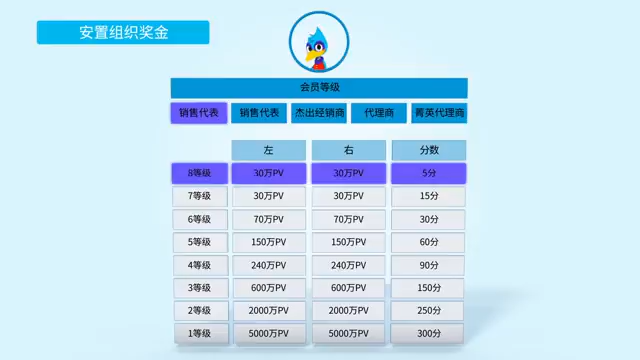 安置组织奖金
会员等级
销售代表 销售代表 杰出经销商 代理商 菁英代理商
左 右 分数
8等级 30万PV 30万PV 5分
7等级 30万PV 30万PV 15分
6等级 70万PV 70万PV 30分
5等级 150万PV 150万PV 60分
4等级 240万PV 240万PV 90分
3等级 600万PV 600万PV 150分
2等级 2000万PV 2000万PV 250分
1等级 5000万PV 5000万PV 300分